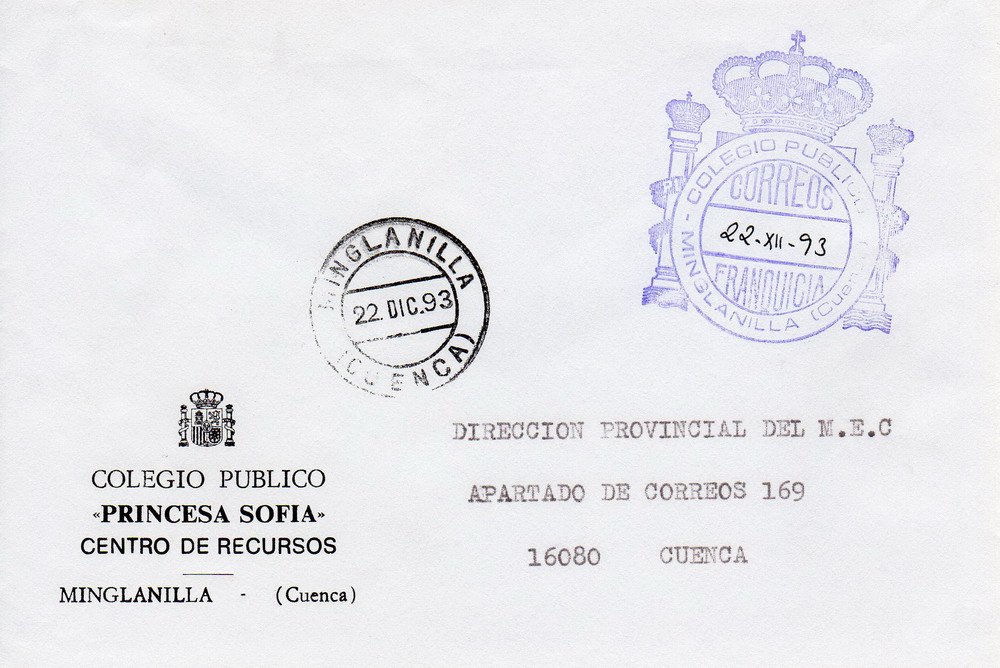 COLEGIO PUBLICO
CORREOS
22-XII-93
FRANQUICIA
- MINGLANILLA (Cuenca)
MINGLANILLA
22 DIC.93
(CUENCA)
DIRECCION PROVINCIAL DEL M.E.C
APARTADO DE CORREOS 169
16080 CUENCA
COLEGIO PUBLICO
«PRINCESA SOFIA»
CENTRO DE RECURSOS
MINGLANILLA - (Cuenca)